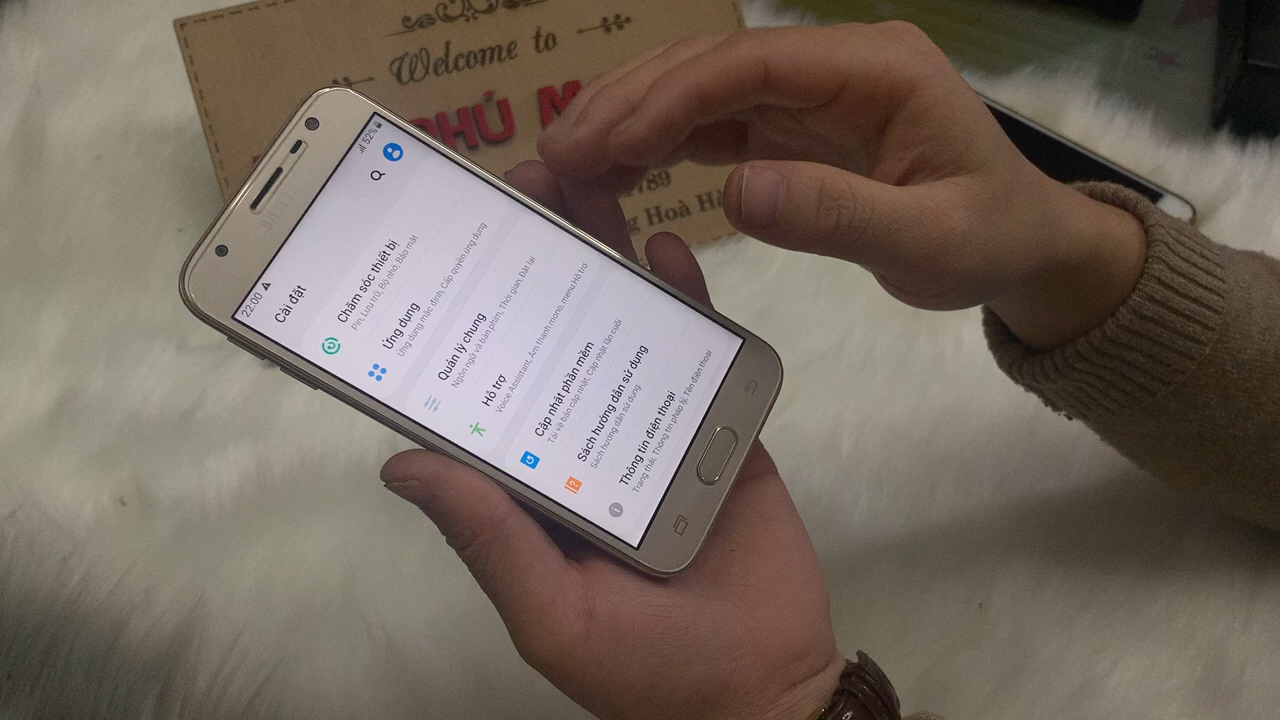 Welcome to
PHÚ M
789
g Hoà H
SAMSUNG
22:00
52%
Cài đặt
Chăm sóc thiết bị
Pin, Lưu trữ, Bộ nhớ, Bảo mật
Ứng dụng
Ứng dụng mặc định, Cấp quyền ứng dụng
Quản lý chung
Ngôn ngữ và bàn phím, Thời gian, Đặt lại
Hỗ trợ
Voice Assistant, Âm thanh mono, menu Hỗ trợ
Cập nhật phần mềm
Tải về bản cập nhật, Cập nhật lần cuối
Sách hướng dẫn sử dụng
Sách hướng dẫn sử dụng
Thông tin điện thoại
Trạng thái, Thông tin pháp lý, Tên điện thoại